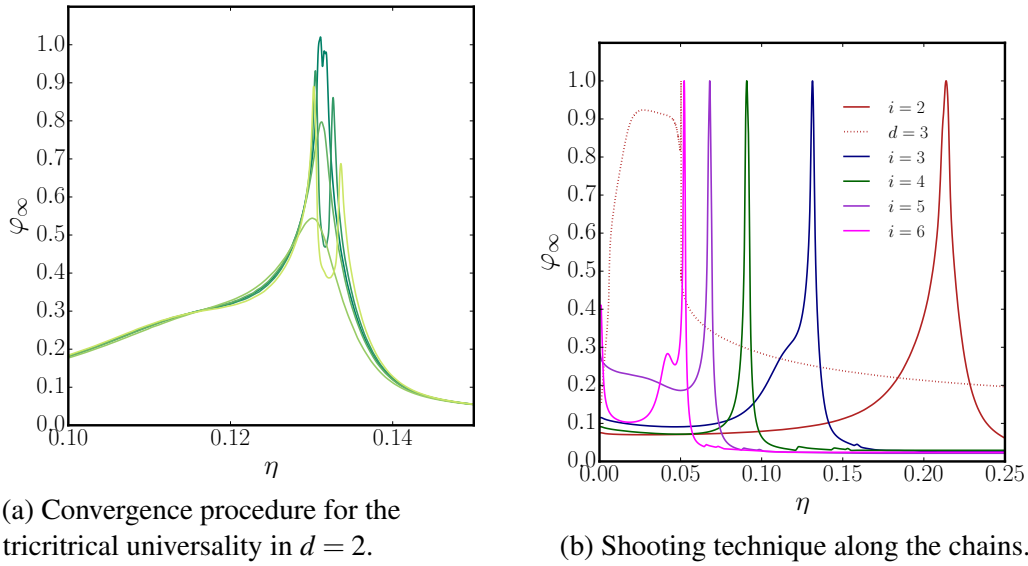 1.0
0.9
0.8
0.7
0.6
0.5
0.4
0.3
0.2
0.1
0.0
φ∞
0.10
0.12
0.14
η
(a) Convergence procedure for the
tricritrical universality in d = 2.
1.0
0.9
0.8
0.7
0.6
0.5
0.4
0.3
0.2
0.1
0.0
φ∞
i = 2
d = 3
i = 3
i = 4
i = 5
i = 6
0.00
0.05
0.10
0.15
0.20
0.25
η
(b) Shooting technique along the chains.